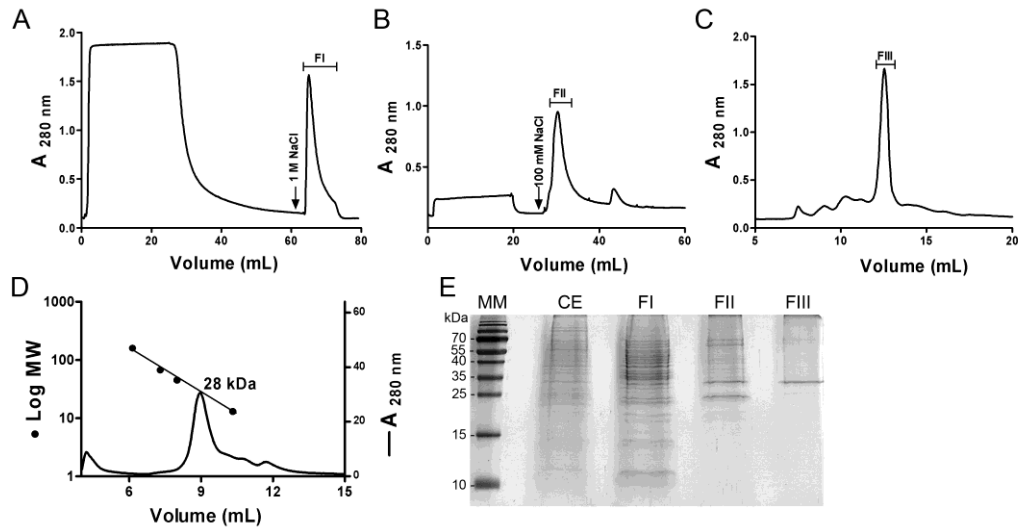 A
2.0
1.5
1.0
0.5
0.0
0
20
40
60
80
A 280 nm
Volume (mL)
1 M NaCl
FI
B
1.5
1.0
0.5
0
20
40
60
A 280 nm
Volume (mL)
100 mM NaCl
FII
C
2.0
1.5
1.0
0.5
0.0
5
10
15
20
A 280 nm
Volume (mL)
FIII
D
1000
100
10
1
6
9
12
15
60
40
20
0
● Log MW
A 280 nm
Volume (mL)
28 kDa
E
MM CE FI FII FIII
kDa
70
55
40
35
25
15
10